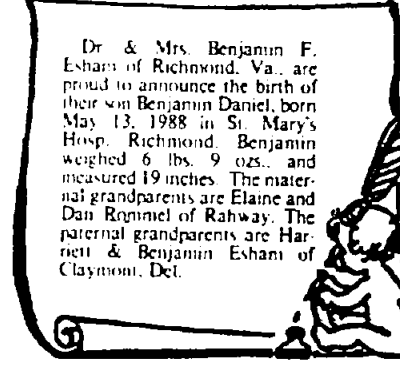 Dr & Mrs. Benjamin F.
Esham of Richmond, Va., are
proud to announce the birth of
their son Benjamin Daniel, born
May 13, 1988 in St. Mary's
Hosp. Richmond. Benjamin
weighed 6 lbs. 9 ozs., and
measured 19 inches. The mater-
nal grandparents are Elaine and
Dan Rommel of Rahway. The
paternal grandparents are Har-
riett & Benjamin Esham of
Claymont, Del.